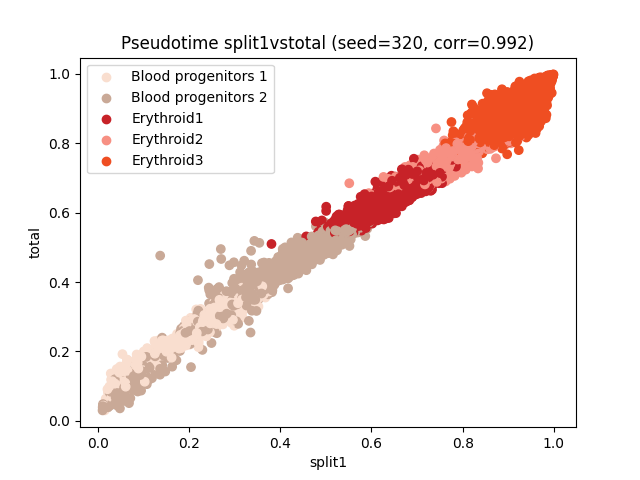 Pseudotime split1vstotal (seed=320, corr=0.992)
Blood progenitors 1
Blood progenitors 2
Erythroid1
Erythroid2
Erythroid3
total
1.0
0.8
0.6
0.4
0.2
0.0
0.0 0.2 0.4 0.6 0.8 1.0
split1